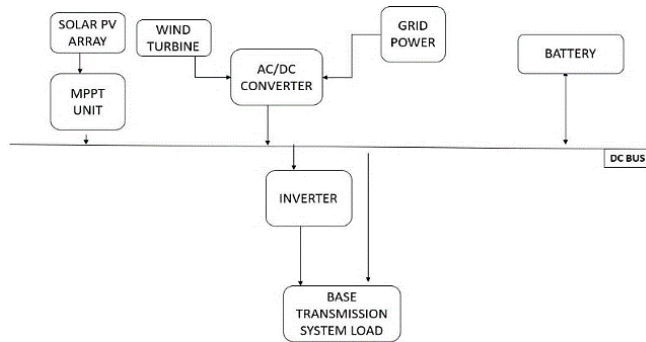 SOLAR PV
ARRAY
WIND
TURBINE
GRID
POWER
AC/DC
CONVERTER
BATTERY
MPPT
UNIT
DC BUS
INVERTER
BASE
TRANSMISSION
SYSTEM LOAD